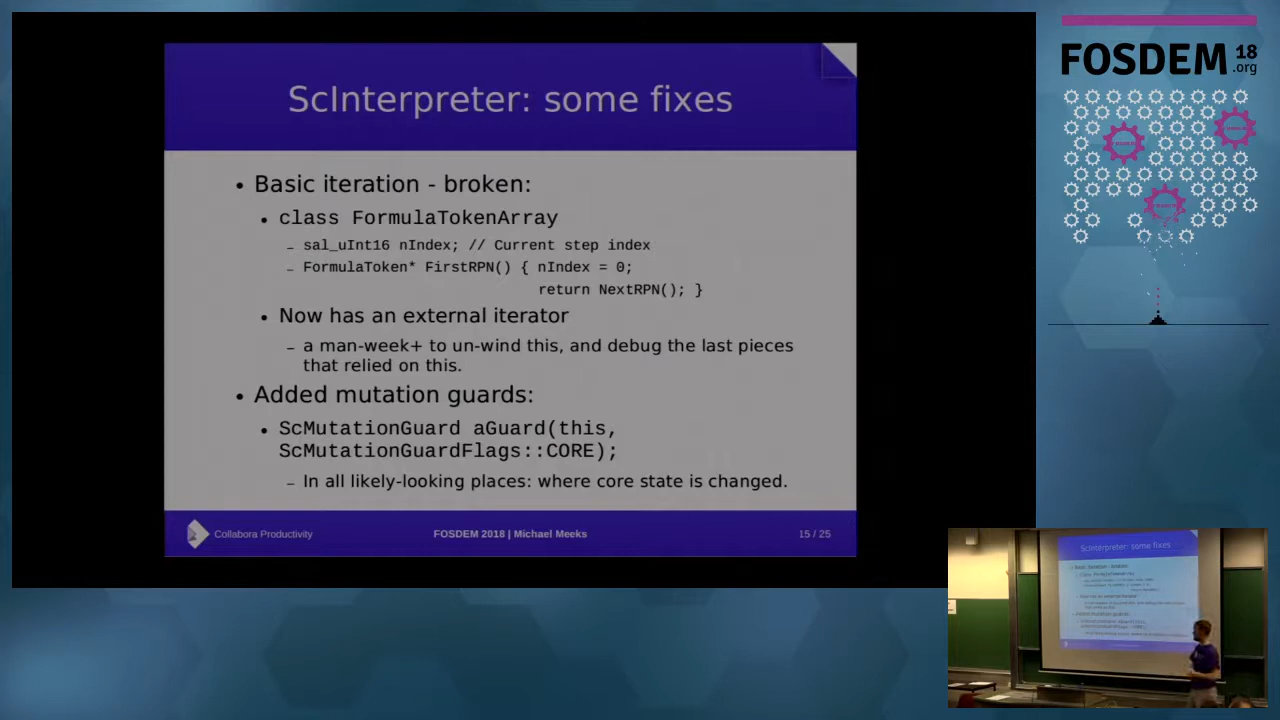 ScInterpreter: some fixes
• Basic iteration - broken:
• class FormulaTokenArray
– sal_uInt16 nIndex; // Current step index
– FormulaToken* FirstRPN() { nIndex = 0;
return NextRPN(); }
• Now has an external iterator
– a man-week+ to un-wind this, and debug the last pieces
that relied on this.
• Added mutation guards:
• ScMutationGuard aGuard(this,
ScMutationGuardFlags::CORE);
– In all likely-looking places: where core state is changed.
Collabora Productivity
FOSDEM 2018 | Michael Meeks
15 / 25
FOSDEM 18
.org
ScInterpreter: some fixes